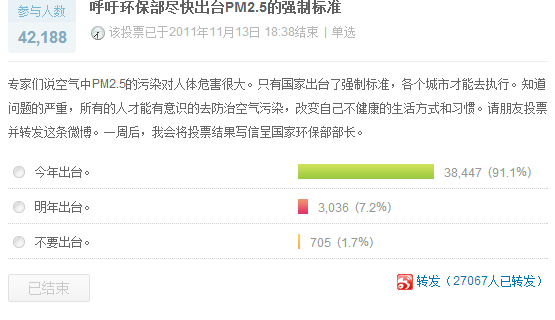 参与人数
42,188
呼吁环保部尽快出台PM2.5的强制标准
该投票已于2011年11月13日 18:38结束 | 单选
专家们说空气中PM2.5的污染对人体危害很大。只有国家出台了强制标准，各个城市才能去执行。知道
问题的严重，所有的人才能有意识的去防治空气污染，改变自己不健康的生活方式和习惯。请朋友投票
并转发这条微博。一周后，我会将投票结果写信呈国家环保部部长。
今年出台。 38,447 (91.1%)
明年出台。 3,036 (7.2%)
不要出台。 705 (1.7%)
已结束 转发（27067人已转发）